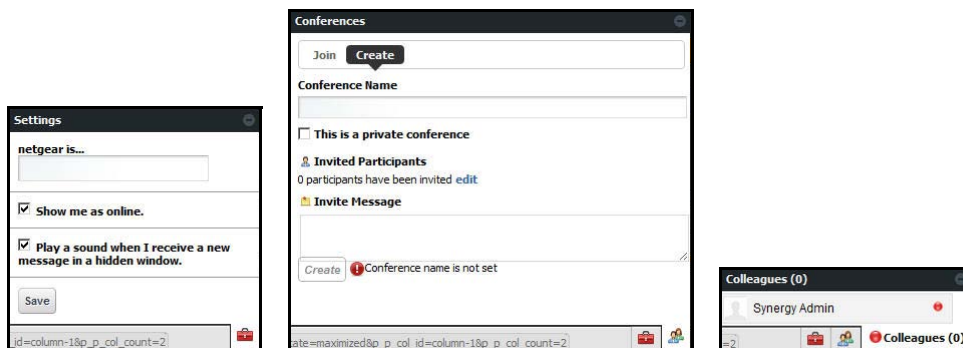 Settings
netgear is...
Show me as online.
Play a sound when I receive a new
message in a hidden window.
Save
id=column-1&p_p_col_count=2
Conferences
Join Create
Conference Name
This is a private conference
Invited Participants
0 participants have been invited edit
Invite Message
Create Conference name is not set
ate=maximized&p_p_col_id=column-1&p_p_col_count=2
Colleagues (0)
Synergy Admin
=2 Colleagues (0)